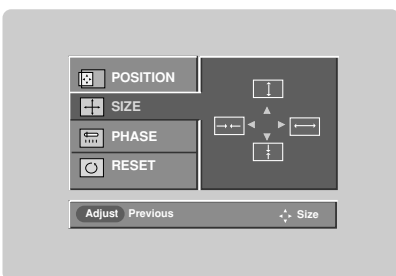 POSITION
SIZE
PHASE
RESET
Adjust Previous Size